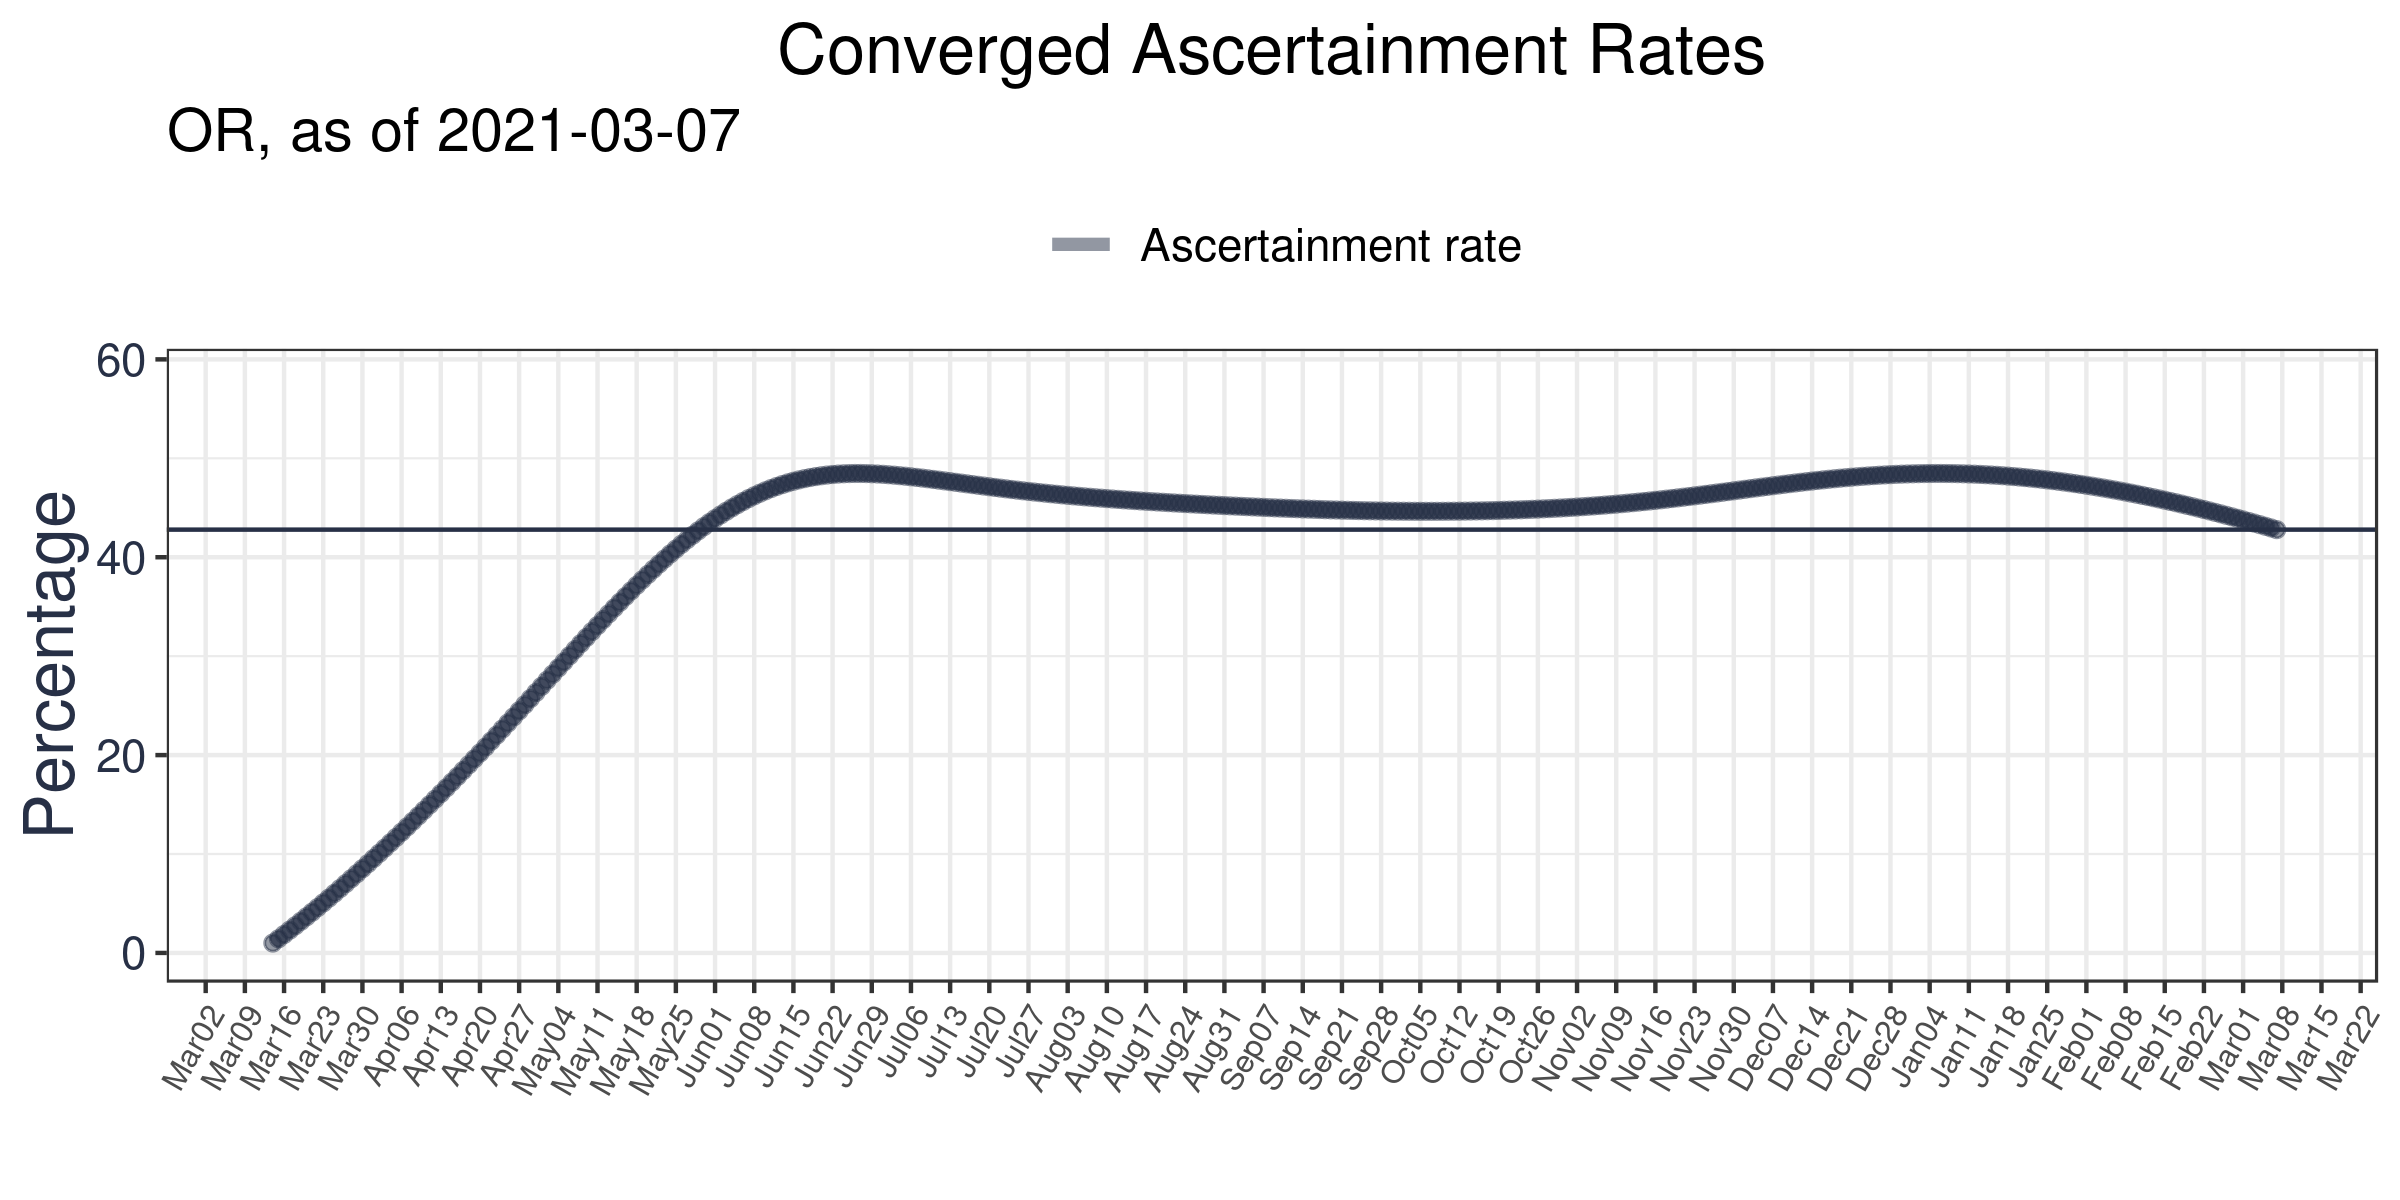 Converged Ascertainment Rates
OR, as of 2021-03-07
Ascertainment rate
Percentage
60
40
20
0
Mar02 Mar09 Mar16 Mar23 Mar30 Apr06 Apr13 Apr20 Apr27 May04 May11 May18 May25 Jun01 Jun08 Jun15 Jun22 Jun29 Jul06 Jul13 Jul20 Jul27 Aug03 Aug10 Aug17 Aug24 Aug31 Sep07 Sep14 Sep21 Sep28 Oct05 Oct12 Oct19 Oct26 Nov02 Nov09 Nov16 Nov23 Nov30 Dec07 Dec14 Dec21 Dec28 Jan04 Jan11 Jan18 Jan25 Feb01 Feb08 Feb15 Feb22 Mar01 Mar08 Mar15 Mar22